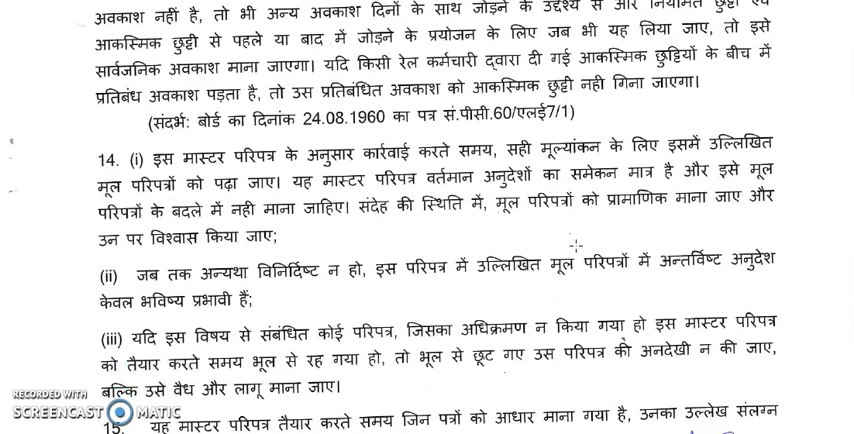 अवकाश नहीं है, तो भी अन्य अवकाश दिनों के साथ जोड़ने के उद्देश्य से और नियमित छुट्टी एवं
आकस्मिक छुट्टी से पहले या बाद में जोड़ने के प्रयोजन के लिए जब भी यह लिया जाए, तो इसे
सार्वजनिक अवकाश माना जाएगा। यदि किसी रेल कर्मचारी द्वारा दी गई आकस्मिक छुट्टियों के बीच में
प्रतिबंध अवकाश पड़ता है, तो उस प्रतिबंधित अवकाश को आकस्मिक छुट्टी नही गिना जाएगा।
(संदर्भ: बोर्ड का दिनांक 24.08.1960 का पत्र सं.पीसी.60/एलई7/1)
14. (i) इस मास्टर परिपत्र के अनुसार कार्रवाई करते समय, सही मूल्यांकन के लिए इसमें उल्लिखित
मूल परिपत्रों को पढ़ा जाए। यह मास्टर परिपत्र वर्तमान अनुदेशों का समेकन मात्र है और इसे मूल
परिपत्रों के बदले में नही माना जाहिए। संदेह की स्थिति में, मूल परिपत्रों को प्रामाणिक माना जाए और
उन पर विश्वास किया जाए;
(ii) जब तक अन्यथा विनिर्दिष्ट न हो, इस परिपत्र में उल्लिखित मूल परिपत्रों में अन्तर्विष्ट अनुदेश
केवल भविष्य प्रभावी हैं;
(iii) यदि इस विषय से संबंधित कोई परिपत्र, जिसका अधिक्रमण न किया गया हो इस मास्टर परिपत्र
को तैयार करते समय भूल से रह गया हो, तो भूल से छूट गए उस परिपत्र की अनदेखी न की जाए,
बल्कि उसे वैध और लागू माना जाए।
RECORDED WITH
SCREENCAST MATIC
15. यह मास्टर परिपत्र तैयार करते समय जिन पत्रों को आधार माना गया है, उनका उल्लेख संलग्न